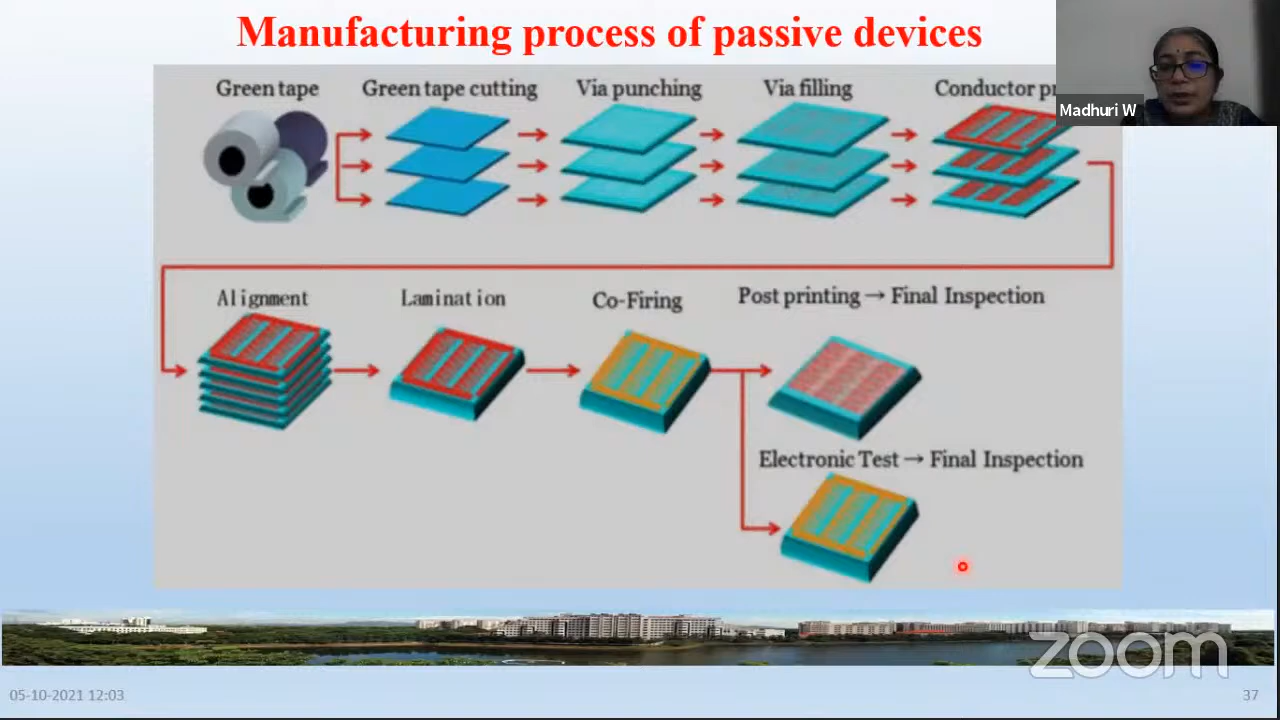 Manufacturing process of passive devices
Madhuri W
Green tape
Green tape cutting
Via punching
Via filling
Conductor
Alignment
Lamination
Co-Firing
Post printing → Final Inspection
Electronic Test → Final Inspection
zoom
05-10-2021 12:03
37